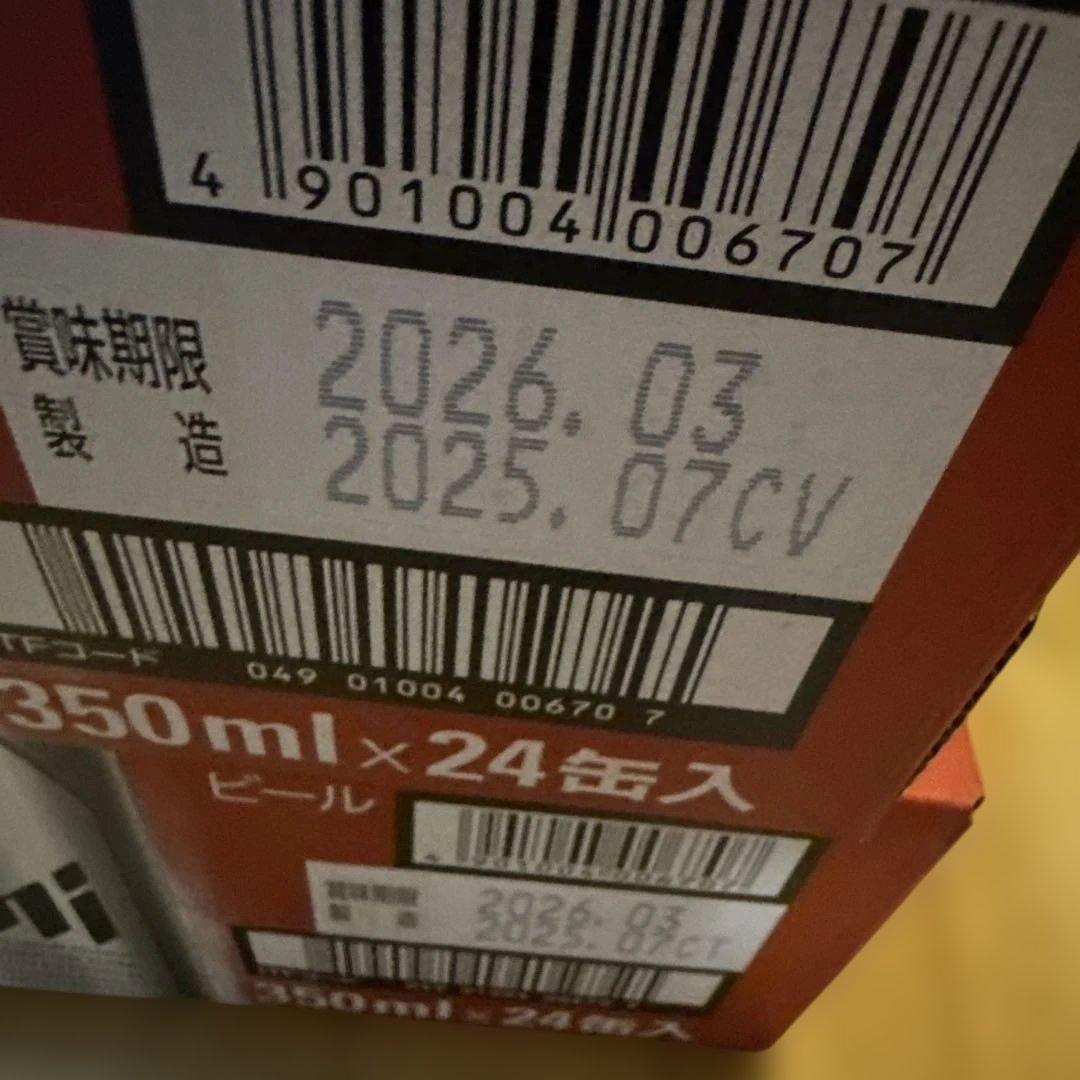 4 901004 006707
賞味期限 2026.03
製造 2025.07CV
ITFコード
049 01004 00670 7
350ml×24缶入
ビール
賞味期限 2026.03
製造 2025.07CT
350ml×24缶入